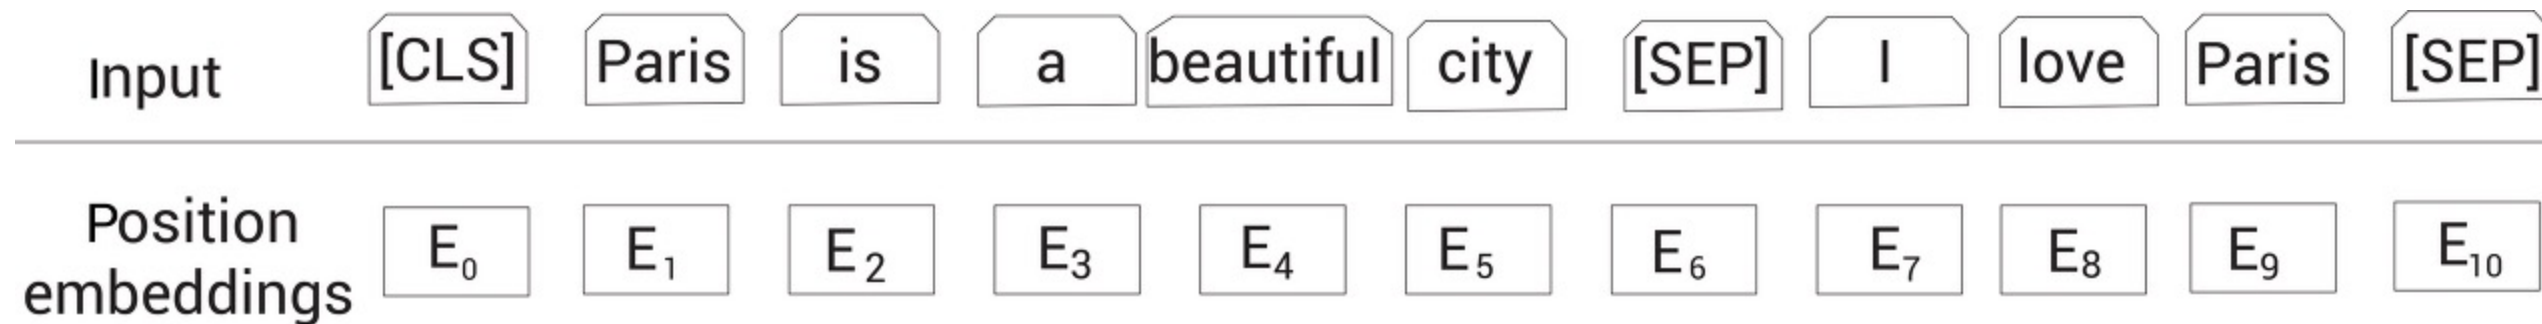 Input [CLS] Paris is a beautiful city [SEP] I love Paris [SEP]
Position embeddings E₀ E₁ E₂ E₃ E₄ E₅ E₆ E₇ E₈ E₉ E₁₀